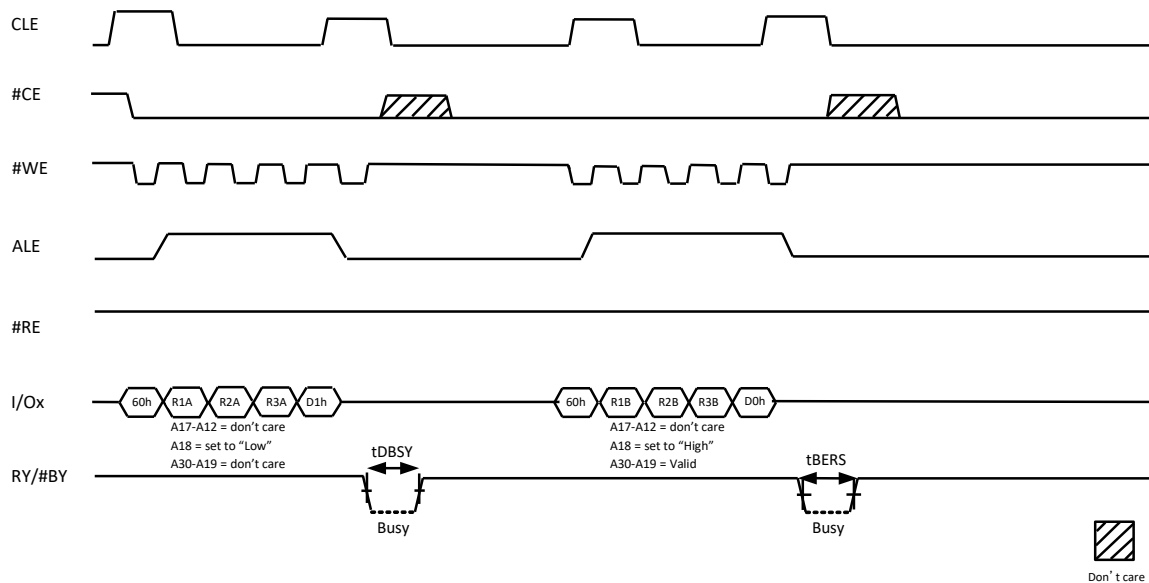 CLE
#CE
#WE
ALE
#RE
I/Ox
60h R1A R2A R3A D1h
60h R1B R2B R3B D0h
A17-A12 = don't care
A18 = set to "Low"
A30-A19 = don't care
A17-A12 = don't care
A18 = set to "High"
A30-A19 = Valid
RY/#BY
tDBSY
Busy
tBERS
Busy
Don't care